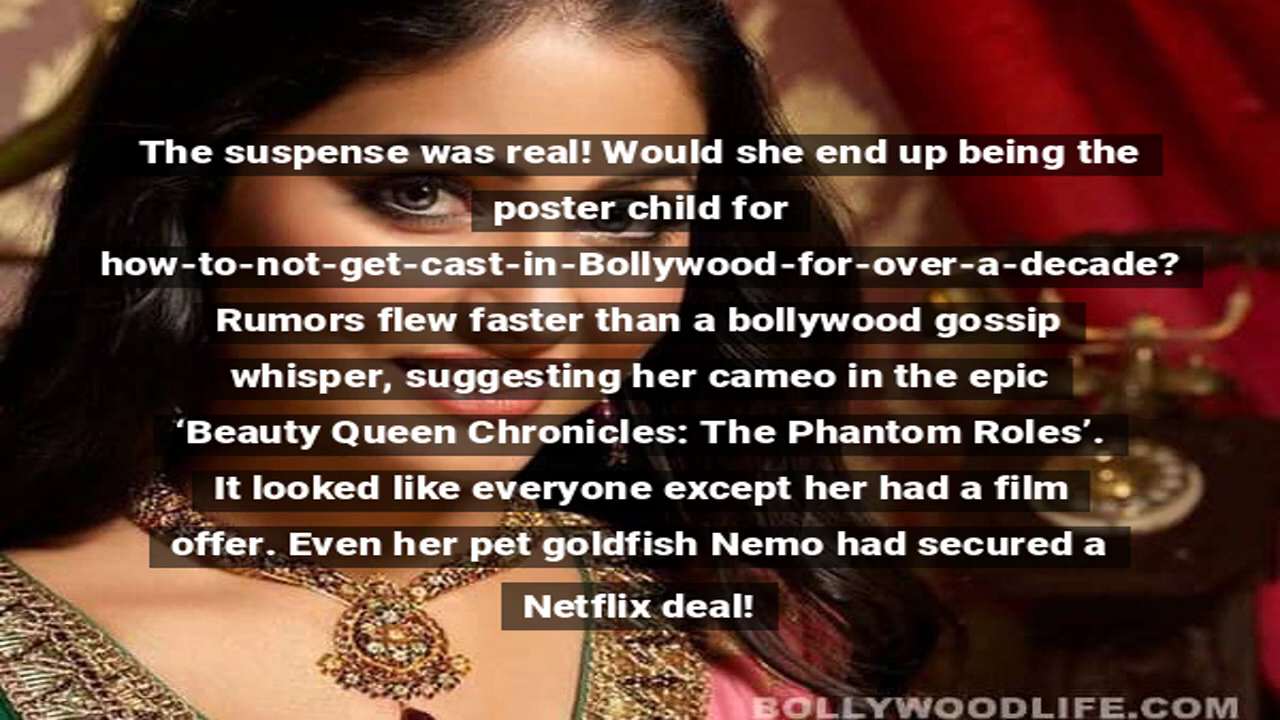 The suspense was real! Would she end up being the
poster child for
how-to-not-get-cast-in-Bollywood-for-over-a-decade?
Rumors flew faster than a bollywood gossip
whisper, suggesting her cameo in the epic
‘Beauty Queen Chronicles: The Phantom Roles’.
It looked like everyone except her had a film
offer. Even her pet goldfish Nemo had secured a
Netflix deal!
BOLLYWOODLIFE.COM